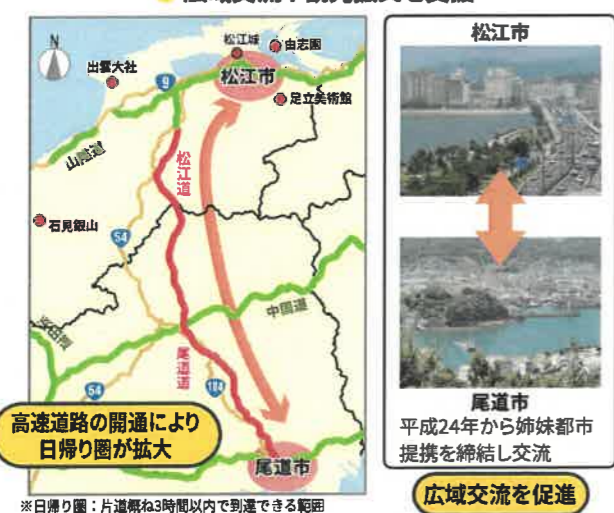 N
松江城
由志園
出雲大社
9
松江市
足立美術館
山陰道
松江道
石見銀山
54
中国道
尾道道
54
184
高速道路の開通により
日帰り圏が拡大
尾道市
※日帰り圏：片道概ね3時間以内で到達できる範囲
松江市
尾道市
平成24年から姉妹都市
提携を締結し交流
広域交流を促進